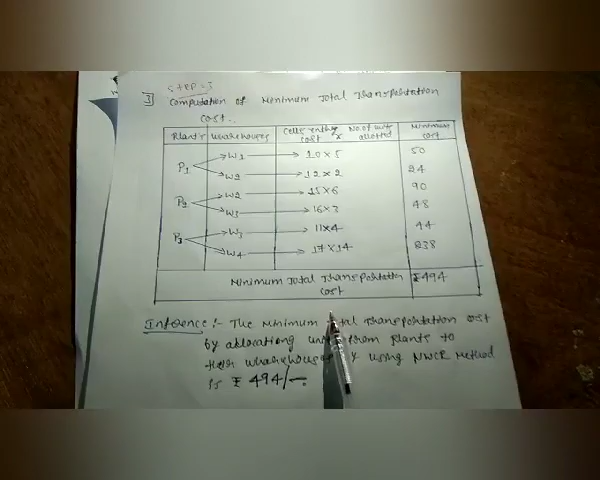 STEP-3
3] Computation of Minimum Total Transportation
cost.
Plants Warehouses Cells entry cost x No. of units allotted Minimum cost
P1 → W1 → 10 x 5 50
→ W2 → 12 x 2 24
P2 → W2 → 15 x 6 90
→ W3 → 16 x 3 48
P3 → W3 → 11 x 4 44
→ W4 → 17 x 14 238
Minimum Total Transportation
cost ₹494
Inference :- The Minimum Total Transportation cost
by allocationg from plants to
their warehouses by using NWCR Method
is ₹ 494/-